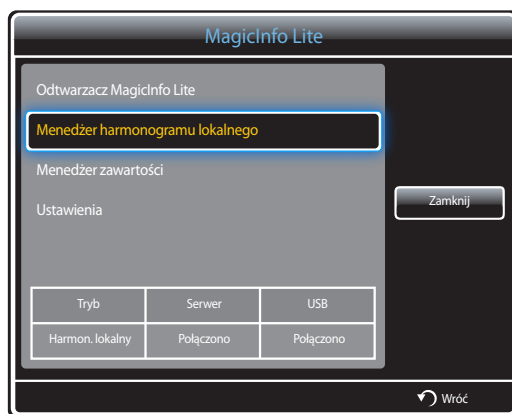 MagicInfo Lite
Odtwarzacz MagicInfo Lite
Menedżer harmonogramu lokalnego
Menedżer zawartości
Ustawienia
Zamknij
Tryb Serwer USB
Harmon. lokalny Połączono Połączono
Wróć